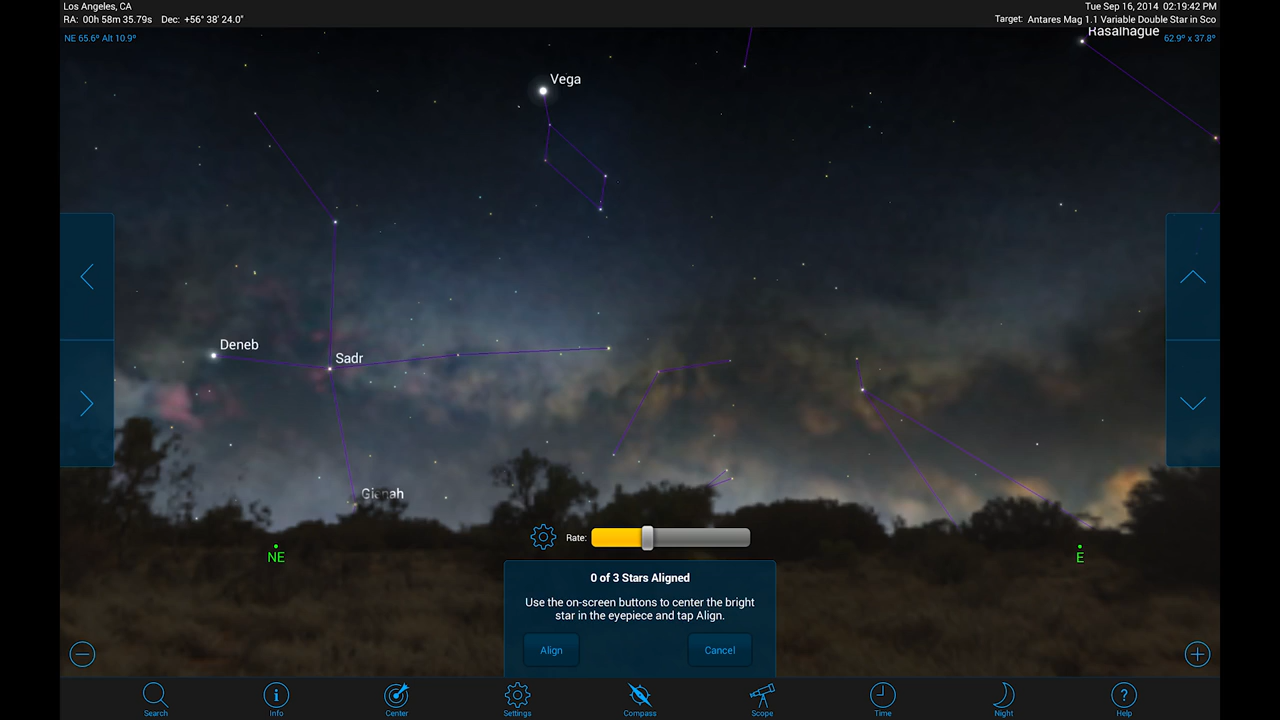 Los Angeles, CA
Tue Sep 16, 2014 02:19:42 PM
RA: 00h 58m 35.79s Dec: +56° 38' 24.0"
Target: Antares Mag 1.1 Variable Double Star in Sco
NE 65.6° Alt 10.9°
Rasalhague
62.9° x 37.8°
Vega
Deneb
Sadr
Gienah
Rate:
NE
E
0 of 3 Stars Aligned
Use the on-screen buttons to center the bright
star in the eyepiece and tap Align.
Align
Cancel
Search
Info
Center
Settings
Compass
Scope
Time
Night
Help